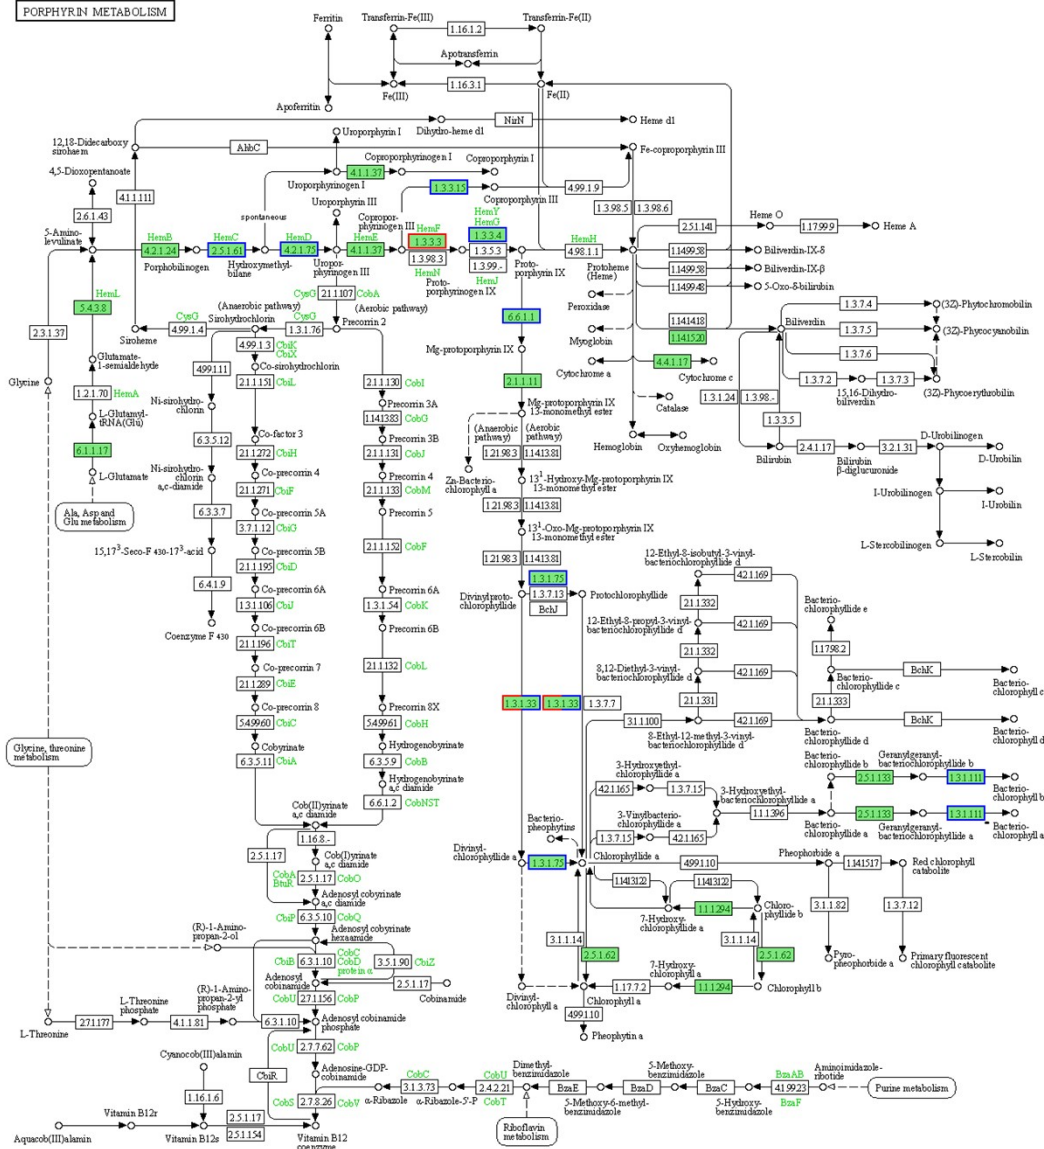 PORPHYRIN METABOLISM
Ferritin
Transferrin-Fe(III)
1.16.1.2
Transferrin-Fe(II)
Apotransferrin
1.16.3.1
Fe(III)
Fe(II)
Apoferritin
Uroporphyrin I
Dihydro-heme d1
NirN
Heme d1
12,18-Didecarboxy
sirohaem
AhbC
Fe-coproporphyrin III
4,5-Dioxopentanoate
Coproporphyrinogen I
4.1.1.37
Coproporphyrin I
Uroporphyrinogen I
1.3.3.15
4.99.1.9
Coproporphyrin III
4.1.1.111
Uroporphyrin III
HemY
2.6.1.43
spontaneous
Copropor-
phyrinogen III
HemF
HemG
1.3.98.5
1.3.98.6
Heme O
5-Amino-
levulinate
HemB
HemC
HemD
HemE
1.3.3.3
1.3.3.4
HemH
2.5.1.141
1.17.99.9
Heme A
4.2.1.24
2.5.1.61
4.2.1.75
4.1.1.37
1.3.98.3
1.3.5.3
4.98.1.1
1.14.99.58
Biliverdin-IX-δ
Porphobilinogen
Hydroxymethyl-
bilane
Uropor-
phyrinogen III
HemN
1.3.99.-
Proto-
porphyrin IX
Protoheme
(Heme)
1.14.99.58
Biliverdin-IX-β
Proto-
porphyrinogen IX
HemJ
1.14.99.48
5-Oxo-δ-bilirubin
HemL
CysG
2.1.1.107
CobA
Peroxidase
5.4.3.8
(Anaerobic pathway)
(Aerobic pathway)
6.6.1.1
1.3.7.4
(3Z)-Phytochromobilin
CysG
Sirohydrochlorin
CysG
1.14.14.18
Biliverdin
2.3.1.37
4.99.1.4
1.3.1.76
Precorrin 2
Myoglobin
1.14.15.20
1.3.7.5
(3Z)-Phycocyanobilin
Siroheme
4.99.1.3
CbiK
CbiX
Mg-protoporphyrin IX
4.4.1.17
1.3.7.6
Glutamate-
1-semialdehyde
4.99.1.11
Co-sirohydrochlorin
Cytochrome a
Cytochrome c
Glycine
2.1.1.151
CbiL
2.1.1.130
CobI
2.1.1.11
1.3.7.2
1.3.7.3
(3Z)-Phycoerythrobilin
1.2.1.70
HemA
Ni-sirohydro-
chlorin
Precorrin 3A
Mg-protoporphyrin IX
13-monomethyl ester
Catalase
1.3.1.24
1.3.98.-
15,16-Dihydro-
biliverdin
L-Glutamyl-
tRNA(Glu)
1.14.13.83
CobG
(Anaerobic
pathway)
(Aerobic
pathway)
1.3.3.5
Co-factor 3
Precorrin 3B
Hemoglobin
Oxyhemoglobin
D-Urobilinogen
6.1.1.17
6.3.5.12
2.1.1.272
CbiH
2.1.1.131
CobJ
1.21.98.3
1.14.13.81
Bilirubin
2.4.1.17
Bilirubin
β-diglucuronide
3.2.1.31
D-Urobilin
L-Glutamate
Ni-sirohydro-
chlorin
a,c-diamide
Co-precorrin 4
Precorrin 4
Zn-Bacterio-
chlorophyll a
13¹-Hydroxy-Mg-protoporphyrin IX
13-monomethyl ester
2.1.1.271
CbiF
2.1.1.133
CobM
I-Urobilinogen
I-Urobilin
Ala, Asp and
Glu metabolism
6.3.3.7
Co-precorrin 5A
Precorrin 5
1.21.98.3
1.14.13.81
3.7.1.12
CbiG
13¹-Oxo-Mg-protoporphyrin IX
13-monomethyl ester
15,17³-Seco-F 430-17³-acid
Co-precorrin 5B
2.1.1.152
CobF
1.21.98.3
1.14.13.81
12-Ethyl-8-isobutyl-3-vinyl-
bacteriochlorophyllide d
L-Stercobilinogen
L-Stercobilin
2.1.1.195
CbiD
4.2.1.169
6.4.1.9
Co-precorrin 6A
Precorrin 6A
1.3.1.75
1.3.1.106
CbiJ
1.3.1.54
CobK
Divinylproto-
chlorophyllide
1.3.7.13
Protochlorophyllide
2.1.1.332
Bacterio-
chlorophyllide e
Coenzyme F 430
Co-precorrin 6B
Precorrin 6B
BchJ
12-Ethyl-8-propyl-3-vinyl-
bacteriochlorophyllide d
4.2.1.169
2.1.1.196
CbiT
2.1.1.332
1.17.98.2
Co-precorrin 7
2.1.1.132
CobL
8,12-Diethyl-3-vinyl-
bacteriochlorophyllide d
4.2.1.169
BchK
2.1.1.289
CbiE
Bacterio-
chlorophyllide c
Bacterio-
chlorophyll c
Co-precorrin 8
Precorrin 8X
1.3.1.33
1.3.1.33
1.3.7.7
2.1.1.331
2.1.1.333
5.4.99.60
CbiC
5.4.99.61
CobH
3.1.1.100
4.2.1.169
BchK
Cobyrinate
Hydrogenobyrinate
8-Ethyl-12-methyl-3-vinyl-
bacteriochlorophyllide d
Bacterio-
chlorophyllide d
Bacterio-
chlorophyll d
Glycine, threonine
metabolism
6.3.5.11
CbiA
6.3.5.9
CobB
3-Hydroxyethyl-
chlorophyllide a
Bacterio-
chlorophyllide b
Geranylgeranyl-
bacteriochlorophyllide b
Hydrogenobyrinate
a,c diamide
4.2.1.165
1.3.7.15
3-Hydroxyethyl-
bacteriochlorophyllide a
2.5.1.133
1.3.1.111
Bacterio-
chlorophyll b
Cob(II)yrinate
a,c diamide
6.6.1.2
CobNST
Bacterio-
pheophytins
3-Vinylbacterio-
chlorophyllide a
1.1.1.396
2.5.1.133
1.3.1.111
1.16.8.-
1.3.7.15
4.2.1.165
Bacterio-
chlorophyllide a
Geranylgeranyl-
bacteriochlorophyllide a
Bacterio-
chlorophyll a
2.5.1.17
Cob(I)yrinate
a,c diamide
Divinyl-
chlorophyllide a
1.3.1.75
Chlorophyllide a
4.99.1.10
Pheophorbide a
1.14.15.17
Red chlorophyll
catabolite
CobA
BtuR
2.5.1.17
CobO
1.14.13.122
1.14.13.122
Adenosyl cobyrinate
a,c diamide
3.1.1.82
1.3.7.12
CbiP
6.3.5.10
CobQ
1.1.1.294
Chloro-
phyllide b
(R)-1-Amino-
propan-2-ol
Adenosyl cobyrinate
hexaamide
7-Hydroxy-
chlorophyllide a
3.1.1.14
3.1.1.14
CbiB
6.3.1.10
CobC
CobD
protein α
3.5.1.90
CbiZ
2.5.1.62
2.5.1.62
Pyro-
pheophorbide a
Primary fluorescent
chlorophyll catabolite
(R)-1-Amino-
propan-2-yl
phosphate
Adenosyl
cobinamide
2.5.1.17
7-Hydroxy-
chlorophyll a
L-Threonine
phosphate
CobU
2.7.1.156
CobP
Cobinamide
Divinyl-
chlorophyll a
Chlorophyll a
1.17.7.2
1.1.1.294
Chlorophyll b
L-Threonine
2.7.1.177
4.1.1.81
6.3.1.10
Adenosyl cobinamide
phosphate
4.99.1.10
CobU
2.7.7.62
CobP
Pheophytin a
Cyanocob(III)alamin
CbiR
Adenosine-GDP-
cobinamide
CobC
CobU
Dimethyl-
benzimidazole
5-Methoxy-
benzimidazole
BzaAB
Aminoimidazole-
ribotide
1.16.1.6
CobS
2.7.8.26
CobV
3.1.3.73
2.4.2.21
BzaE
BzaD
BzaC
4.1.99.23
Purine metabolism
α-Ribazole
α-Ribazole-5'-P
CobT
5-Methoxy-6-methyl-
benzimidazole
5-Hydroxy-
benzimidazole
BzaF
Vitamin B12r
2.5.1.17
2.5.1.154
Riboflavin
metabolism
Aquacob(III)alamin
Vitamin B12s
Vitamin B12
coenzyme